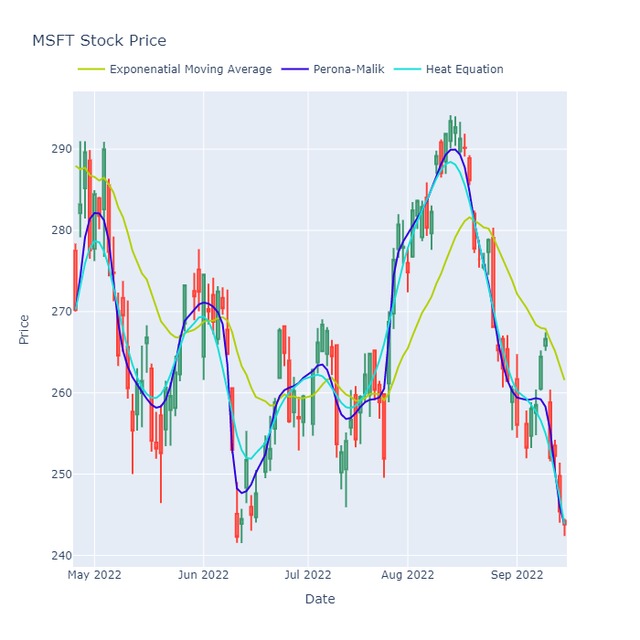 MSFT Stock Price
Exponenatial Moving Average Perona-Malik Heat Equation
290
280
270
260
250
240
Price
May 2022 Jun 2022 Jul 2022 Aug 2022 Sep 2022
Date